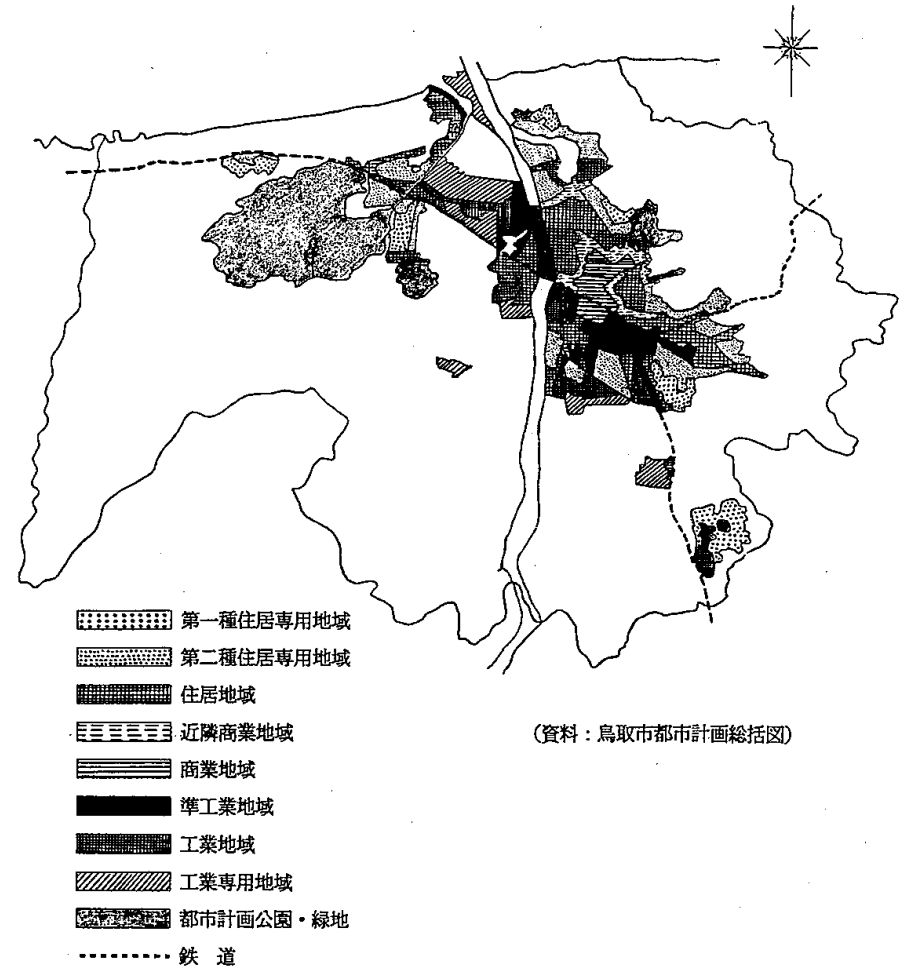 第一種住居専用地域
第二種住居専用地域
住居地域
近隣商業地域
商業地域
準工業地域
工業地域
工業専用地域
都市計画公園・緑地
鉄 道
(資料:鳥取市都市計画総括図)